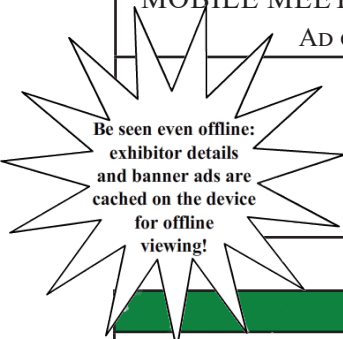 MOBILE MEET
AD
Be seen even offline:
exhibitor details
and banner ads are
cached on the device
for offline
viewing!